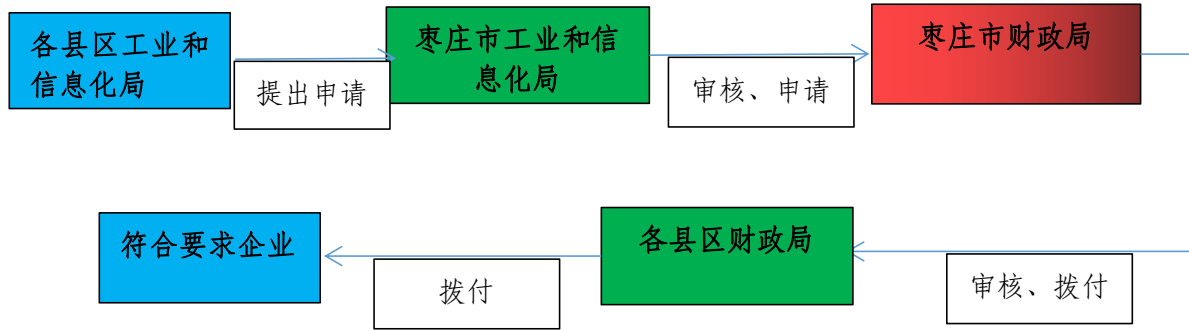 各县区工业和
信息化局
提出申请
枣庄市工业和信
息化局
审核、申请
枣庄市财政局
符合要求企业
拨付
各县区财政局
审核、拨付